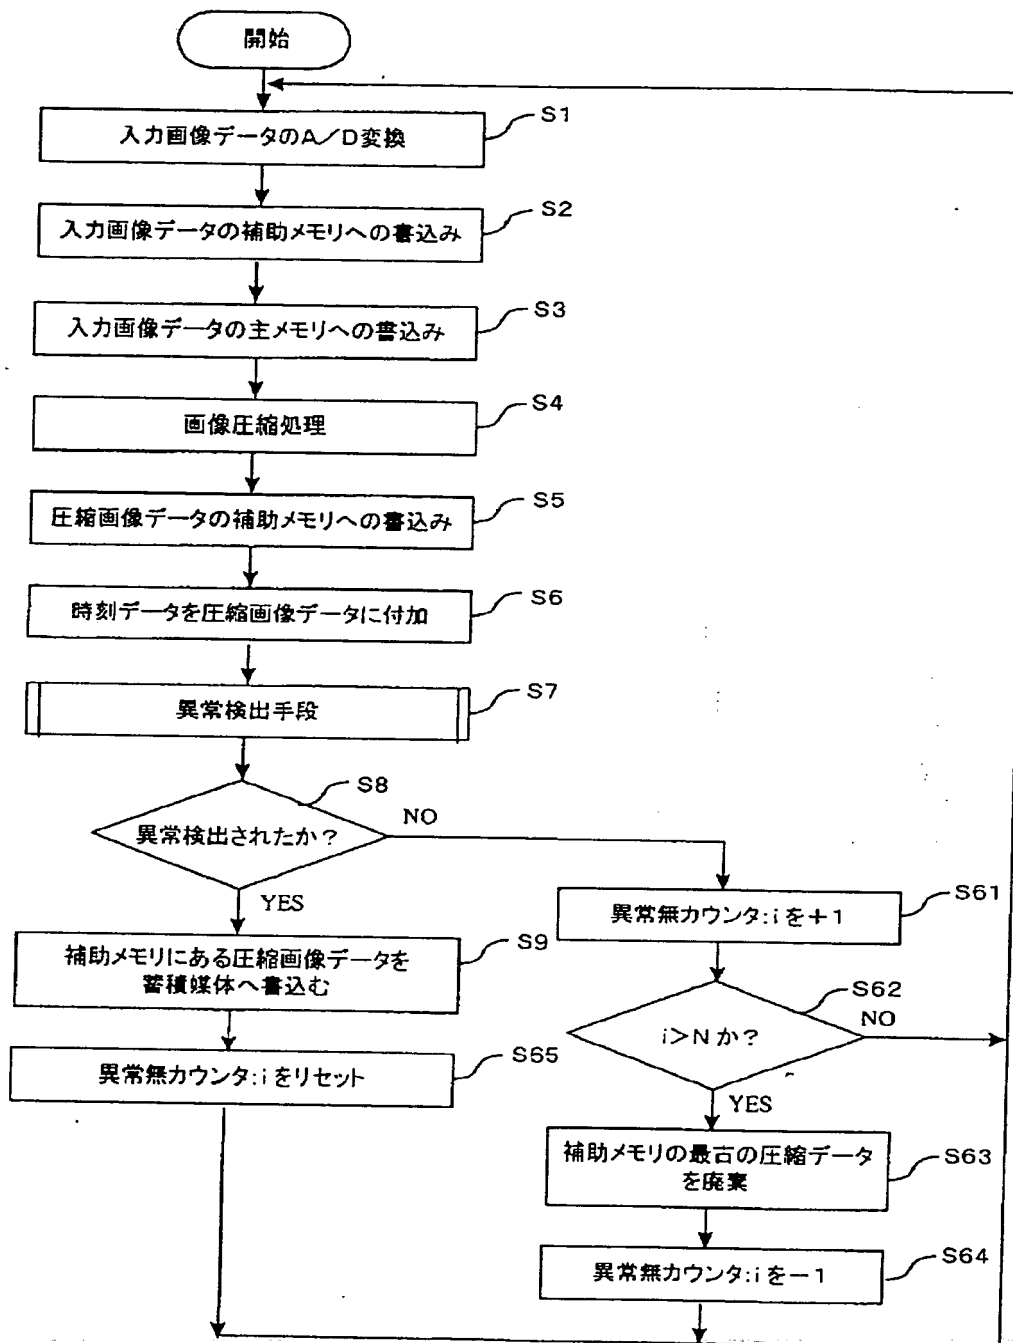 開始
S1
入力画像データのA／D変換
S2
入力画像データの補助メモリへの書込み
S3
入力画像データの主メモリへの書込み
S4
画像圧縮処理
S5
圧縮画像データの補助メモリへの書込み
S6
時刻データを圧縮画像データに付加
S7
異常検出手段
S8
異常検出されたか？
NO
YES
S9
補助メモリにある圧縮画像データを
蓄積媒体へ書込む
S65
異常無カウンタ:iをリセット
S61
異常無カウンタ:iを＋1
S62
i＞Nか？
NO
YES
S63
補助メモリの最古の圧縮データ
を廃棄
S64
異常無カウンタ:iを－1